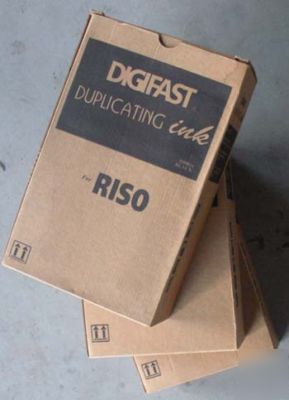 DIGIFAST
DUPLICATING ink
For RISO